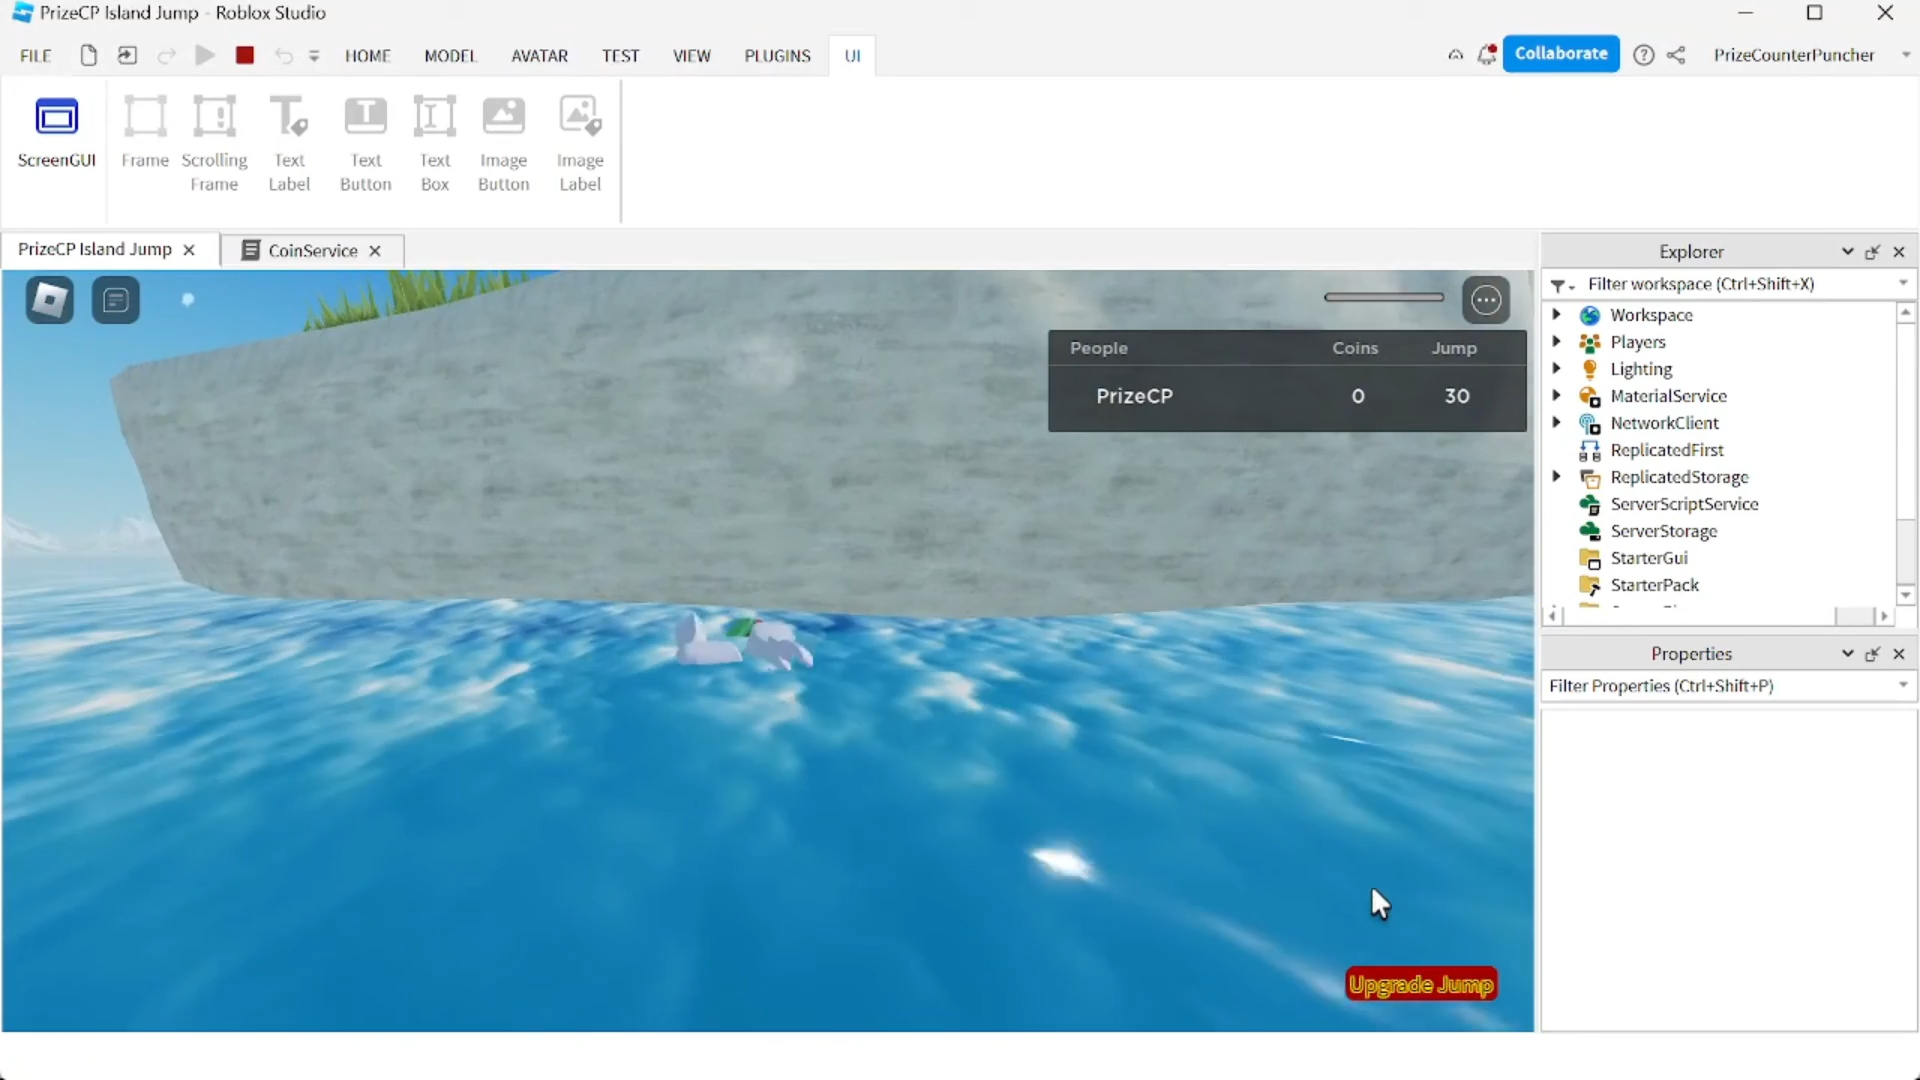 PrizeCP Island Jump - Roblox Studio
FILE HOME MODEL AVATAR TEST VIEW PLUGINS UI Collaborate PrizeCounterPuncher
ScreenGUI
Frame
Scrolling
Frame
Text
Label
Text
Button
Text
Box
Image
Button
Image
Label
PrizeCP Island Jump
CoinService
People Coins Jump
PrizeCP 0 30
Upgrade Jump
Explorer
Filter workspace (Ctrl+Shift+X)
Workspace
Players
Lighting
MaterialService
NetworkClient
ReplicatedFirst
ReplicatedStorage
ServerScriptService
ServerStorage
StarterGui
StarterPack
Properties
Filter Properties (Ctrl+Shift+P)